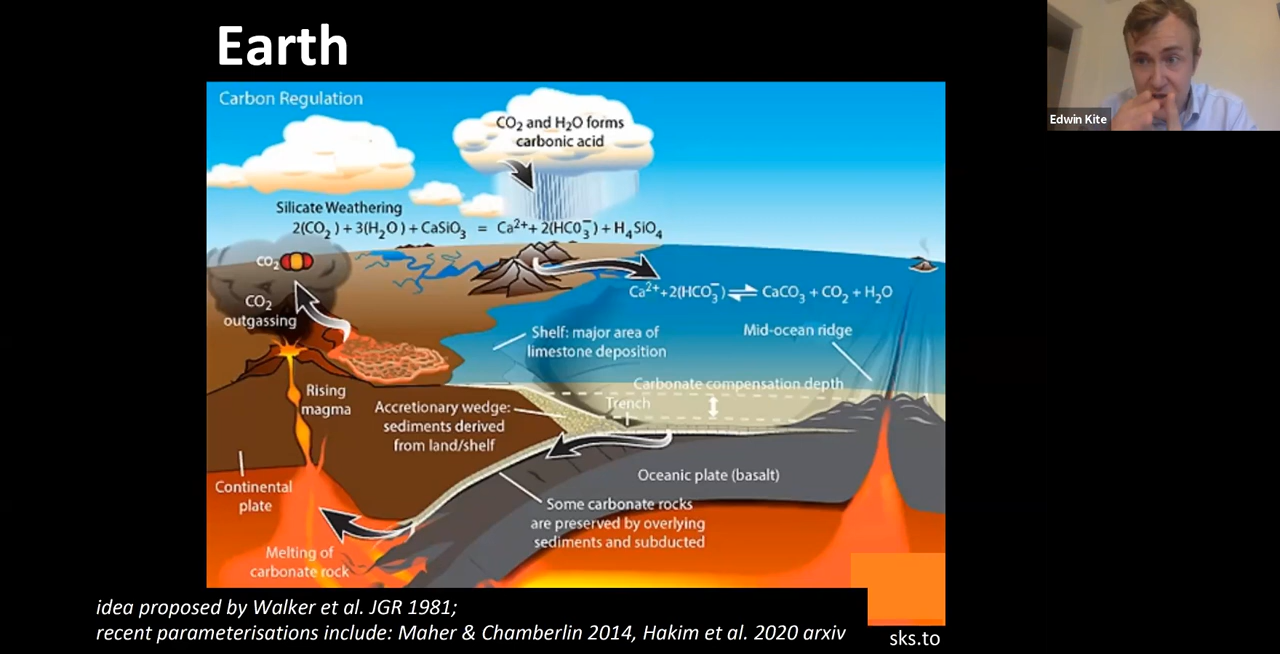 Earth
Edwin Kite
Carbon Regulation
CO₂ and H₂O forms
carbonic acid
Silicate Weathering
2(CO₂) + 3(H₂O) + CaSiO₃ = Ca²⁺ + 2(HCO₃⁻) + H₄SiO₄
CO₂
CO₂
outgassing
Ca²⁺+2(HCO₃⁻) ⇌ CaCO₃ + CO₂ + H₂O
Shelf: major area of
limestone deposition
Mid-ocean ridge
Rising
magma
Carbonate compensation depth
Trench
Accretionary wedge:
sediments derived
from land/shelf
Continental
plate
Oceanic plate (basalt)
Some carbonate rocks
are preserved by overlying
sediments and subducted
Melting of
carbonate rock
idea proposed by Walker et al. JGR 1981;
recent parameterisations include: Maher & Chamberlin 2014, Hakim et al. 2020 arxiv
sks.to